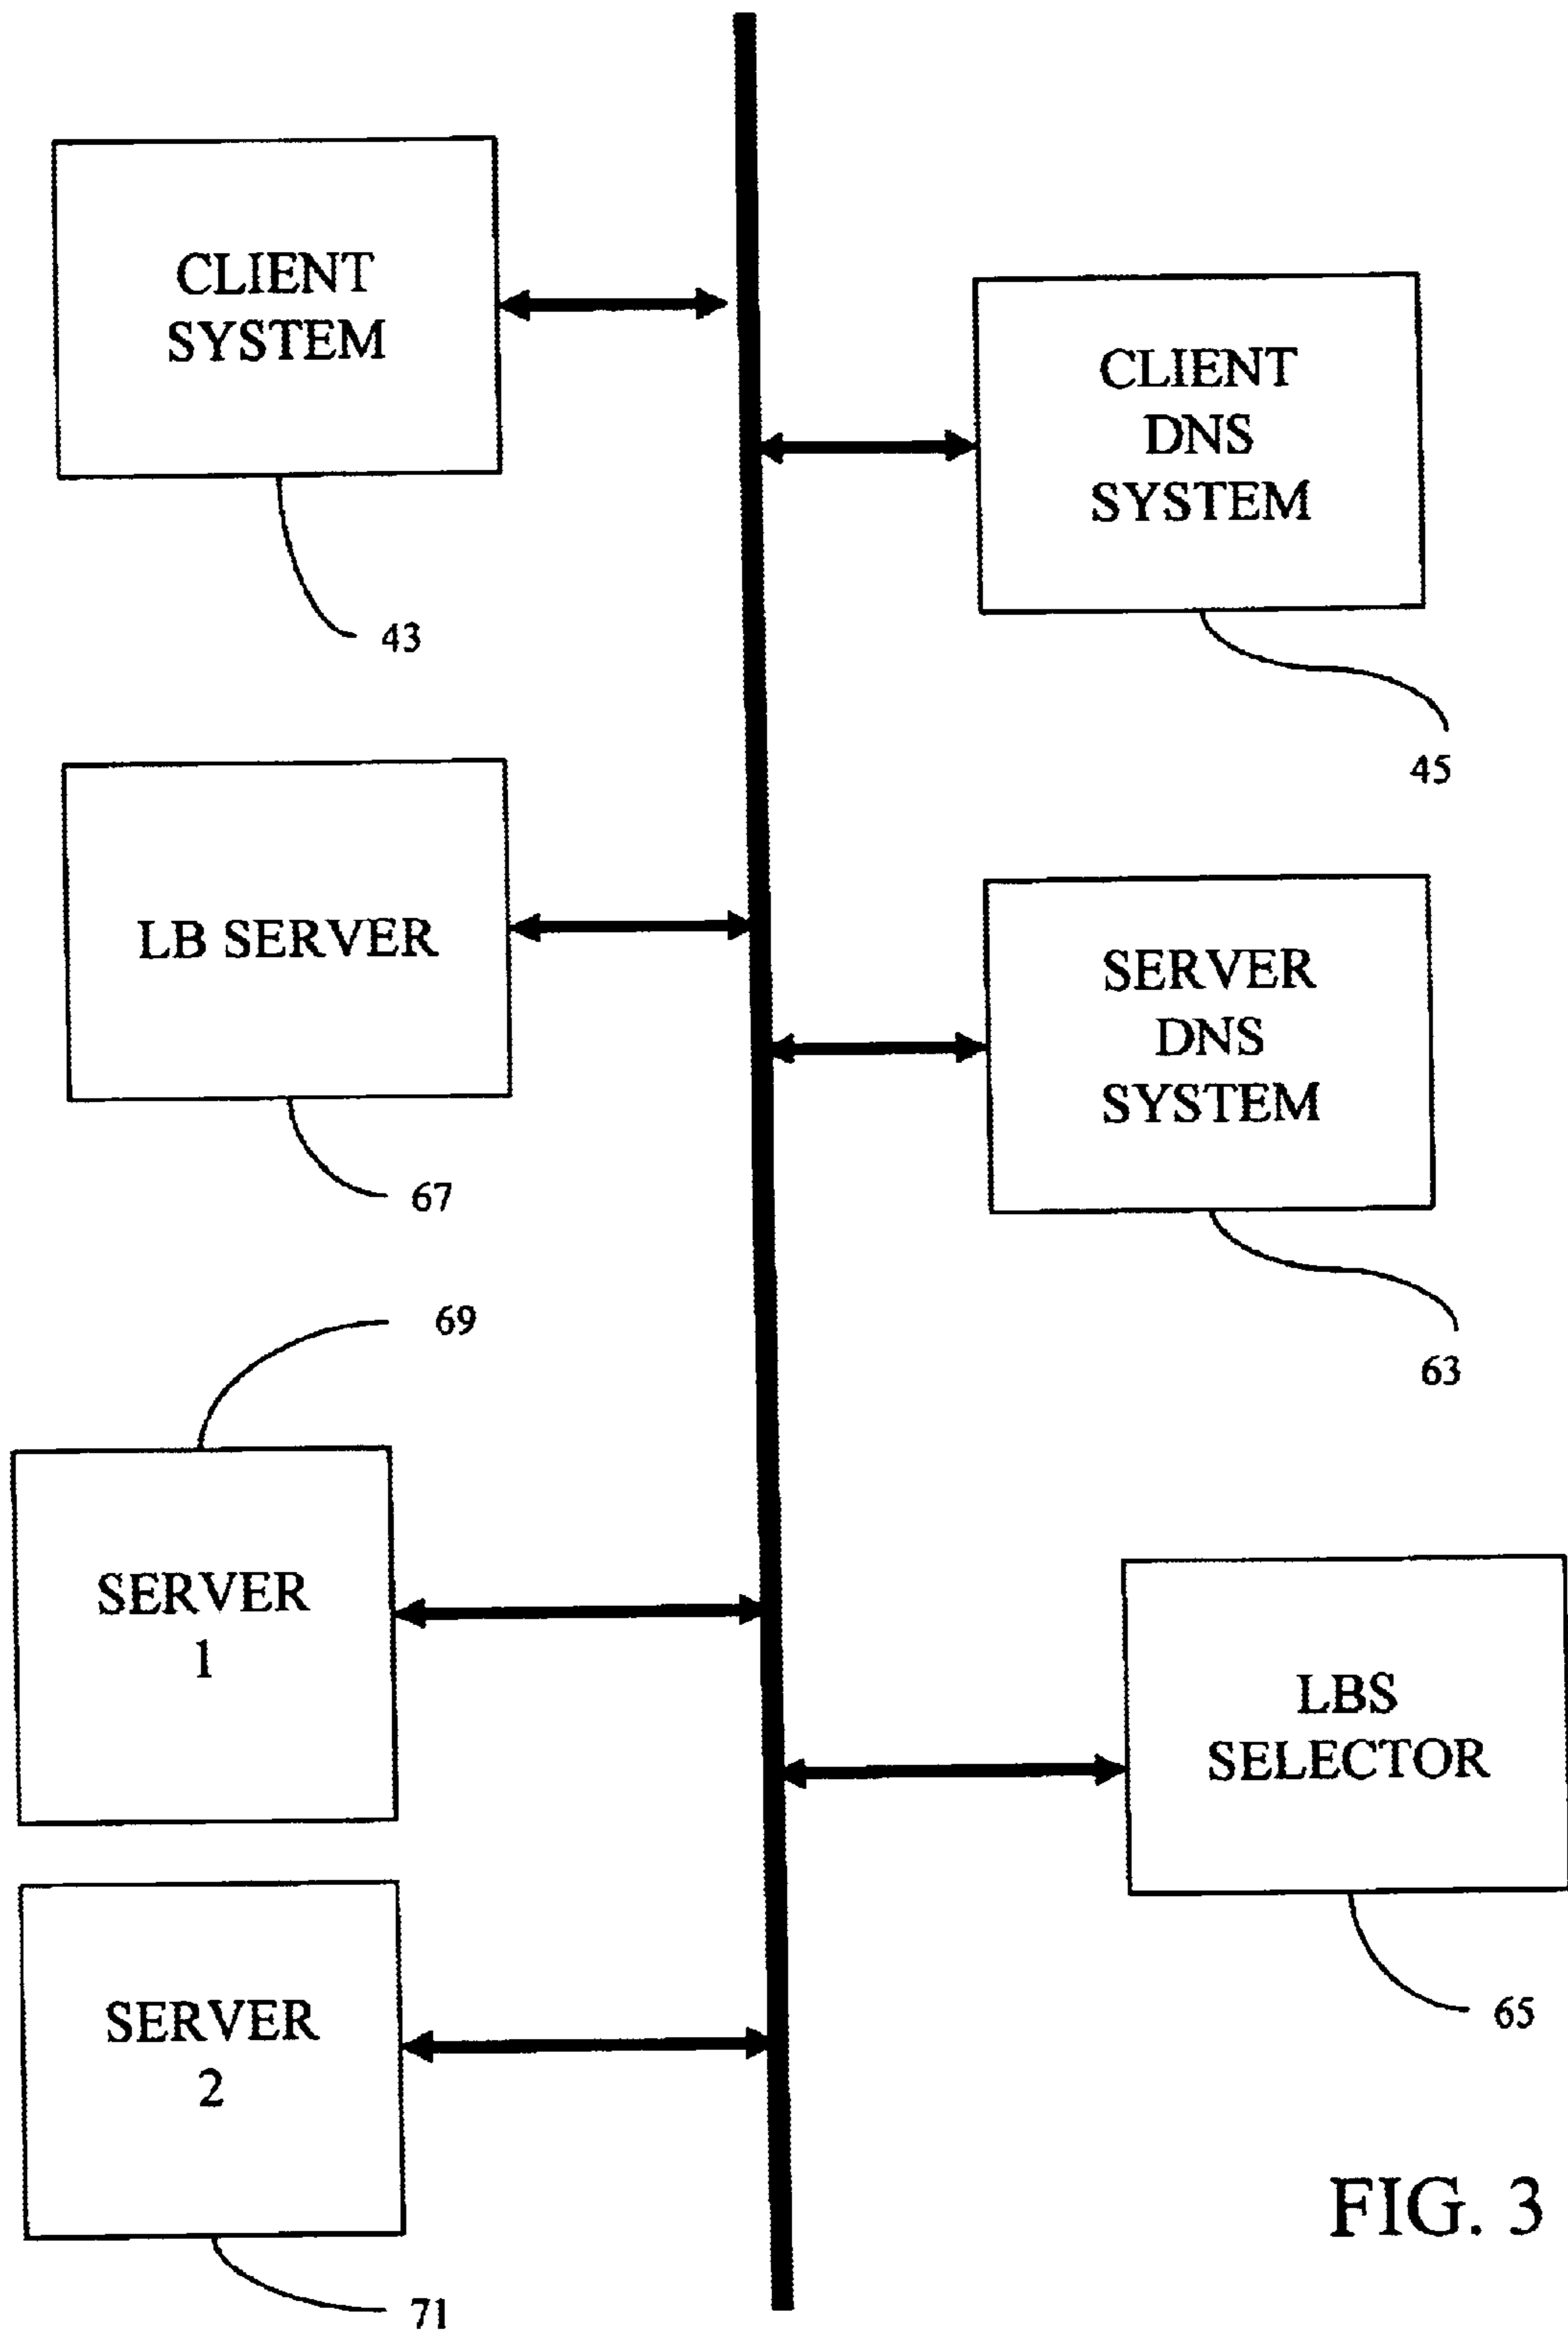 CLIENT
SYSTEM
43
CLIENT
DNS
SYSTEM
45
LB SERVER
67
SERVER
DNS
SYSTEM
63
69
SERVER
1
LBS
SELECTOR
65
SERVER
2
71
FIG. 3